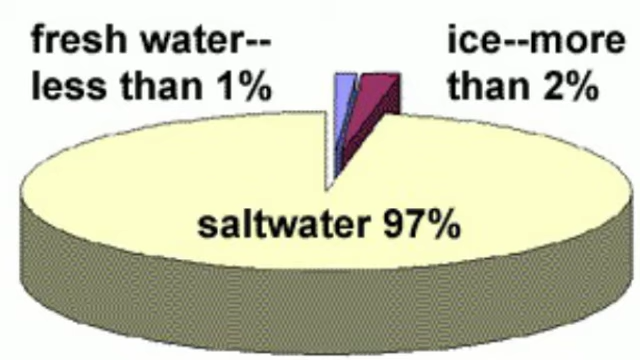 fresh water--
less than 1%
ice--more
than 2%
saltwater 97%